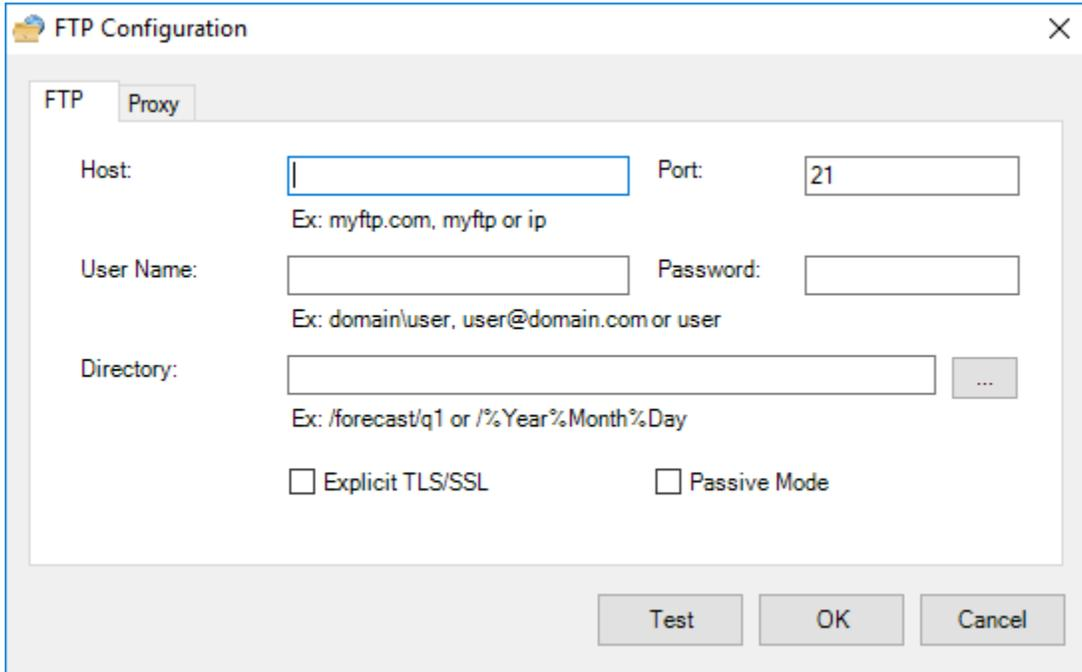 FTP Configuration
FTP Proxy
Host: Port: 21
Ex: myftp.com, myftp or ip
User Name: Password:
Ex: domain\user, user@domain.com or user
Directory: ...
Ex: /forecast/q1 or /%Year%Month%Day
Explicit TLS/SSL Passive Mode
Test OK Cancel